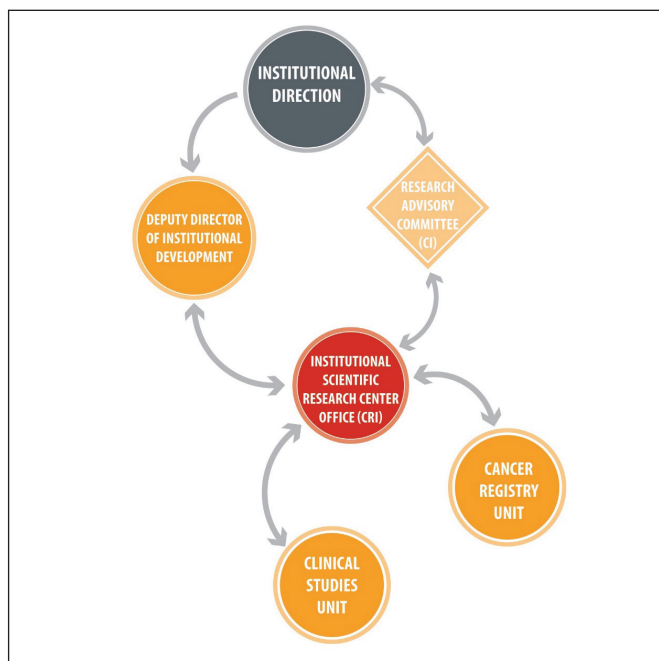 INSTITUTIONAL
DIRECTION
DEPUTY DIRECTOR
OF INSTITUTIONAL
DEVELOPMENT
RESEARCH
ADVISORY
COMMITTEE
(CI)
INSTITUTIONAL
SCIENTIFIC
RESEARCH CENTER
OFFICE (CRI)
CANCER
REGISTRY
UNIT
CLINICAL
STUDIES
UNIT